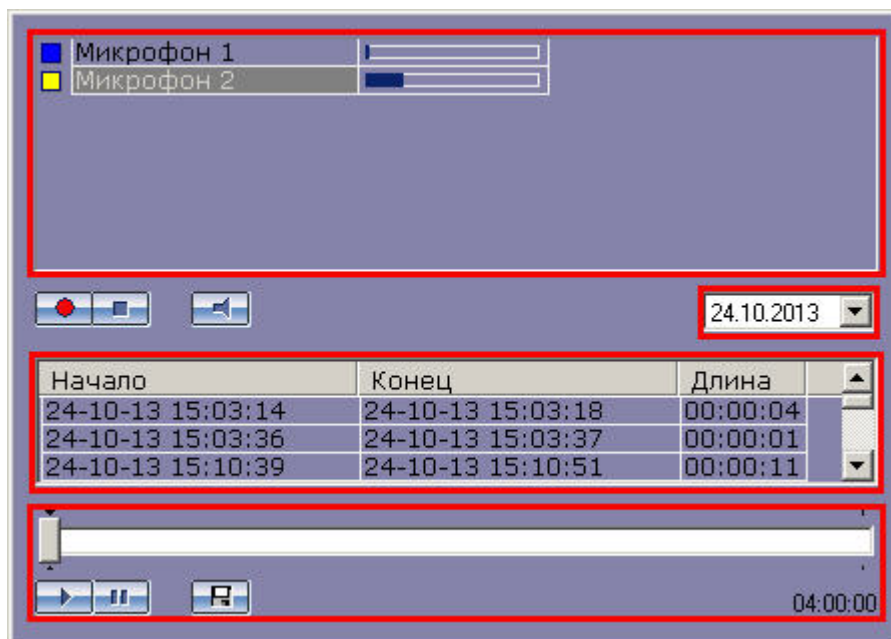 Микрофон 1
Микрофон 2
24.10.2013
Начало Конец Длина
24-10-13 15:03:14 24-10-13 15:03:18 00:00:04
24-10-13 15:03:36 24-10-13 15:03:37 00:00:01
24-10-13 15:10:39 24-10-13 15:10:51 00:00:11
04:00:00